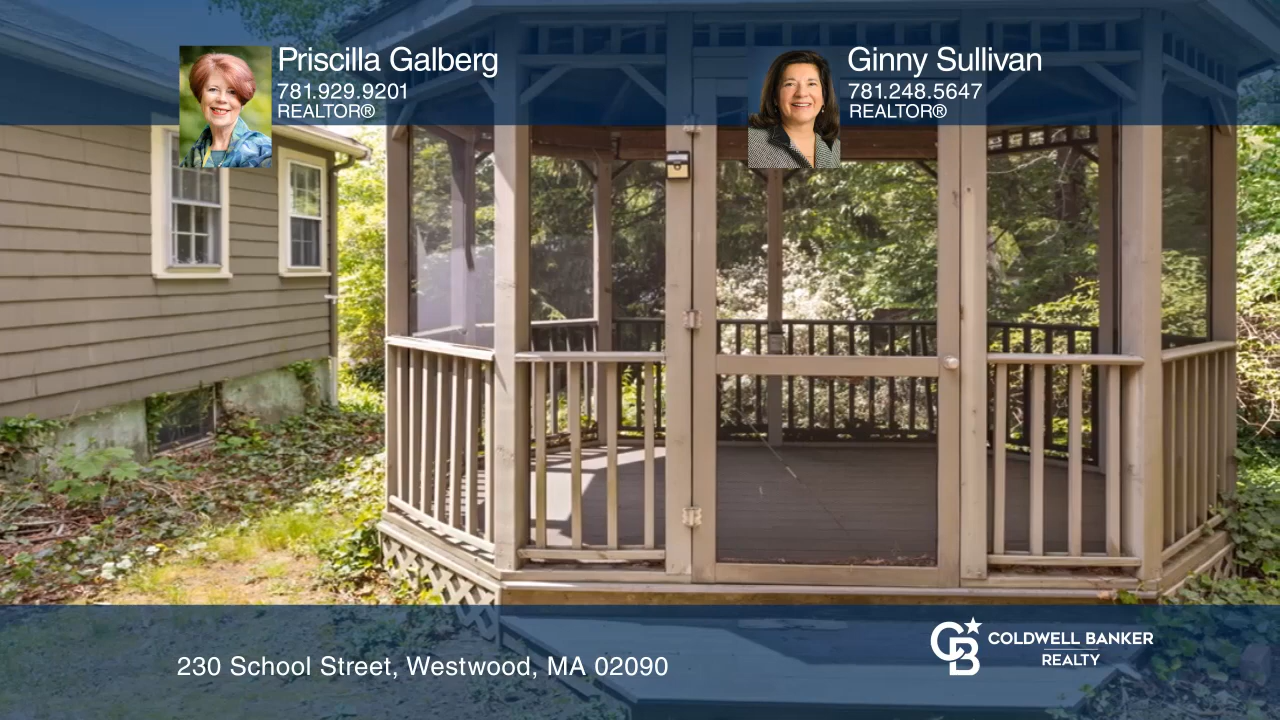 Priscilla Galberg
781.929.9201
REALTOR®
Ginny Sullivan
781.248.5647
REALTOR®
230 School Street, Westwood, MA 02090
COLDWELL BANKER
REALTY